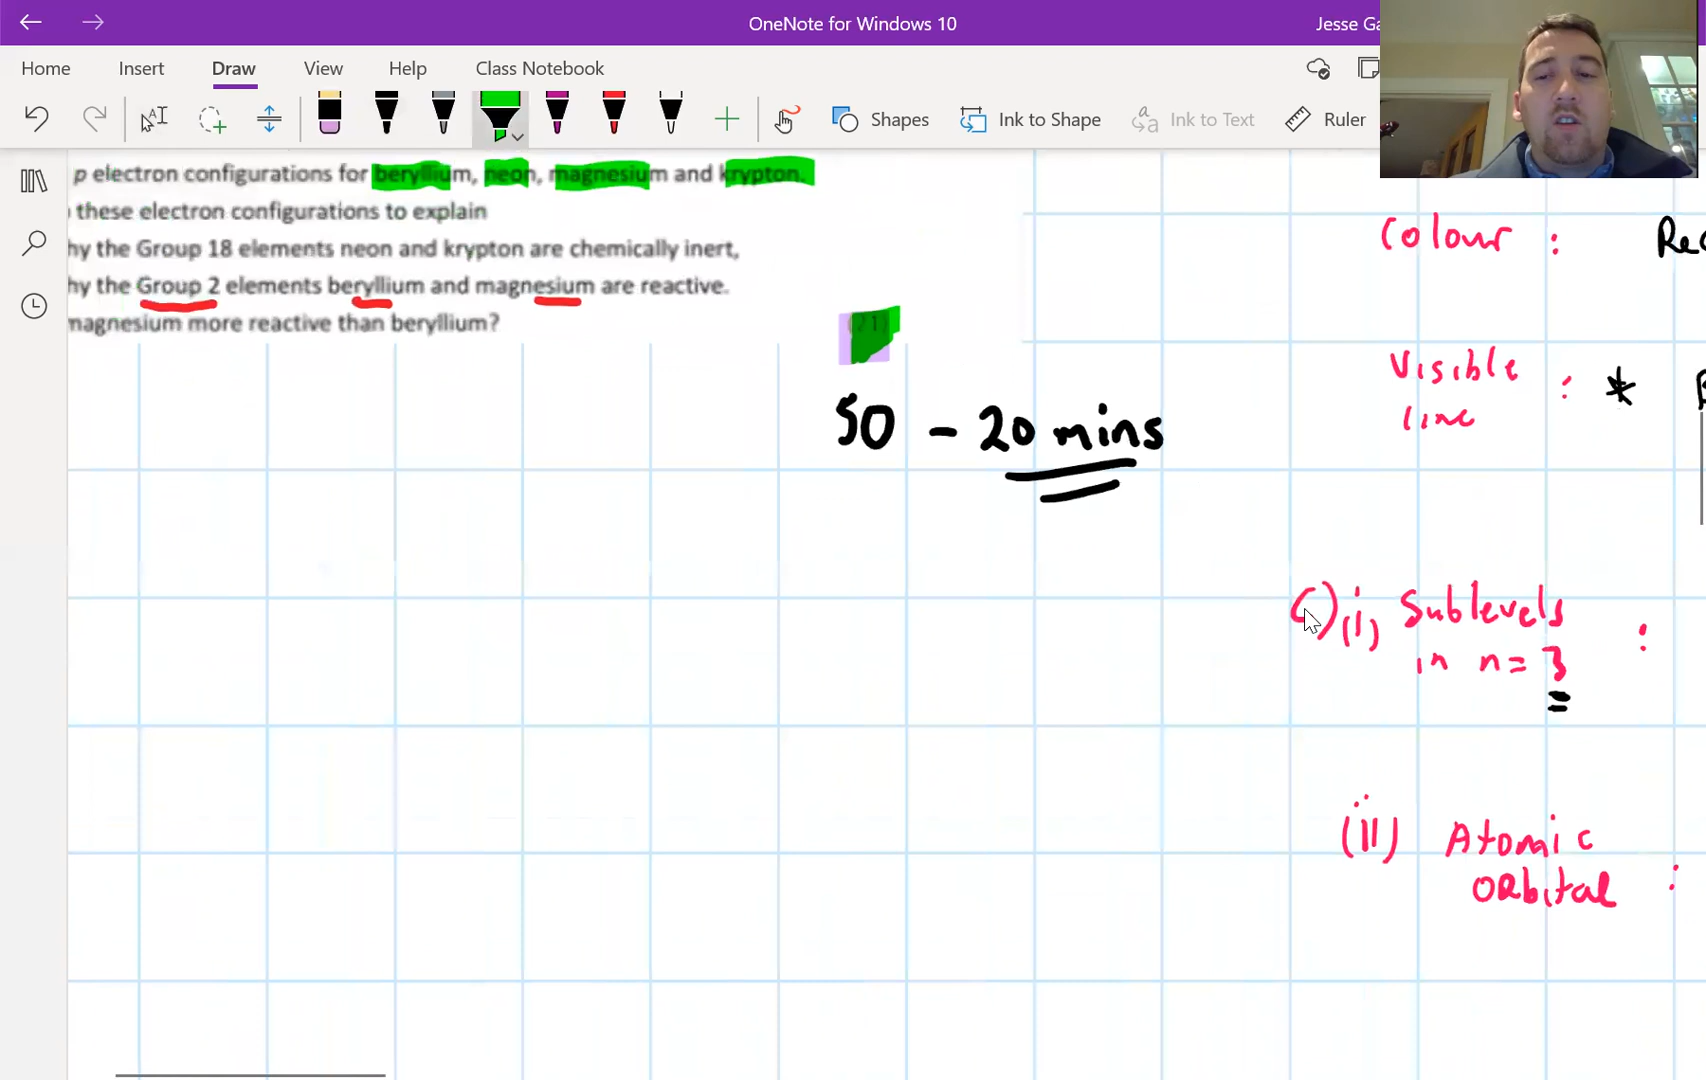 OneNote for Windows 10
Jesse Ga
Home Insert Draw View Help Class Notebook
Shapes Ink to Shape Ink to Text Ruler
p electron configurations for beryllium, neon, magnesium and krypton.
these electron configurations to explain
hy the Group 18 elements neon and krypton are chemically inert,
hy the Group 2 elements beryllium and magnesium are reactive.
magnesium more reactive than beryllium?
(21)
50 - 20 mins
Colour : Rec
Visible : *
line
c) (i) Sublevels :
in n = 3
(ii) Atomic
orbital :